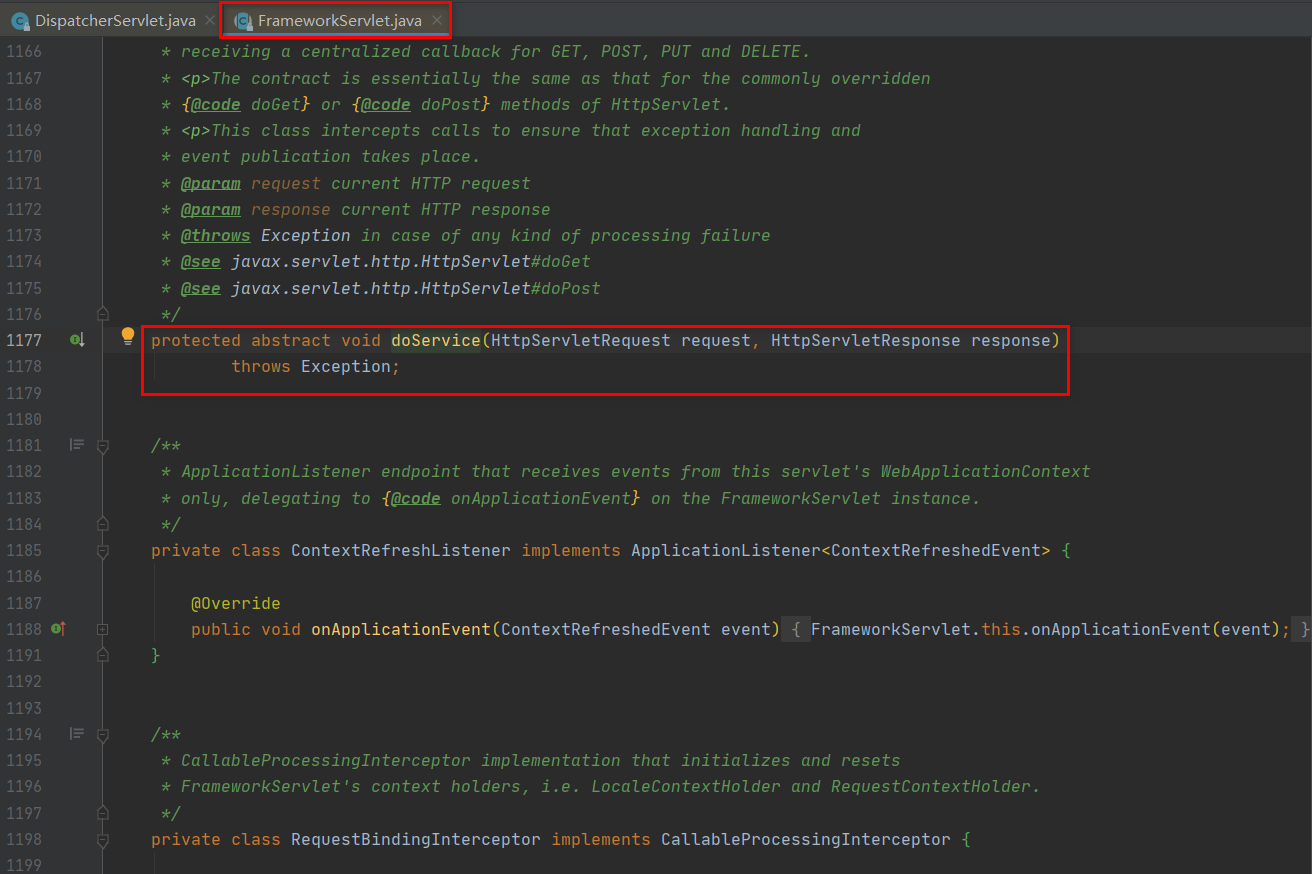 DispatcherServlet.java × FrameworkServlet.java ×
1166 * receiving a centralized callback for GET, POST, PUT and DELETE.
1167 * <p>The contract is essentially the same as that for the commonly overridden
1168 * {@code doGet} or {@code doPost} methods of HttpServlet.
1169 * <p>This class intercepts calls to ensure that exception handling and
1170 * event publication takes place.
1171 * @param request current HTTP request
1172 * @param response current HTTP response
1173 * @throws Exception in case of any kind of processing failure
1174 * @see javax.servlet.http.HttpServlet#doGet
1175 * @see javax.servlet.http.HttpServlet#doPost
1176 */
1177 protected abstract void doService(HttpServletRequest request, HttpServletResponse response)
1178 throws Exception;
1179
1180
1181 /**
1182 * ApplicationListener endpoint that receives events from this servlet's WebApplicationContext
1183 * only, delegating to {@code onApplicationEvent} on the FrameworkServlet instance.
1184 */
1185 private class ContextRefreshListener implements ApplicationListener<ContextRefreshedEvent> {
1186
1187 @Override
1188 public void onApplicationEvent(ContextRefreshedEvent event) { FrameworkServlet.this.onApplicationEvent(event); }
1191 }
1192
1193
1194 /**
1195 * CallableProcessingInterceptor implementation that initializes and resets
1196 * FrameworkServlet's context holders, i.e. LocaleContextHolder and RequestContextHolder.
1197 */
1198 private class RequestBindingInterceptor implements CallableProcessingInterceptor {
1199